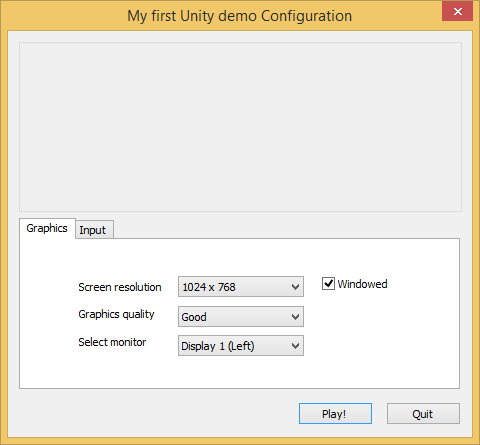 My first Unity demo Configuration
Graphics
Input
Screen resolution
1024 x 768
Windowed
Graphics quality
Good
Select monitor
Display 1 (Left)
Play!
Quit